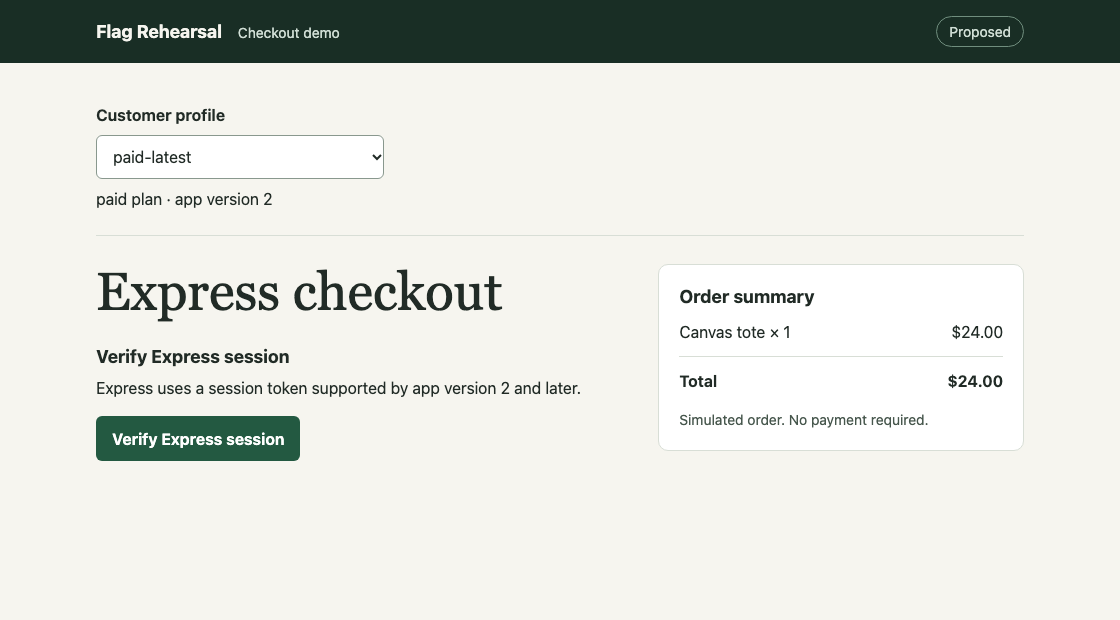 Flag Rehearsal
Checkout demo
Proposed
Customer profile
paid-latest
paid plan · app version 2
Express checkout
Verify Express session
Express uses a session token supported by app version 2 and later.
Verify Express session
Order summary
Canvas tote × 1 $24.00
Total $24.00
Simulated order. No payment required.